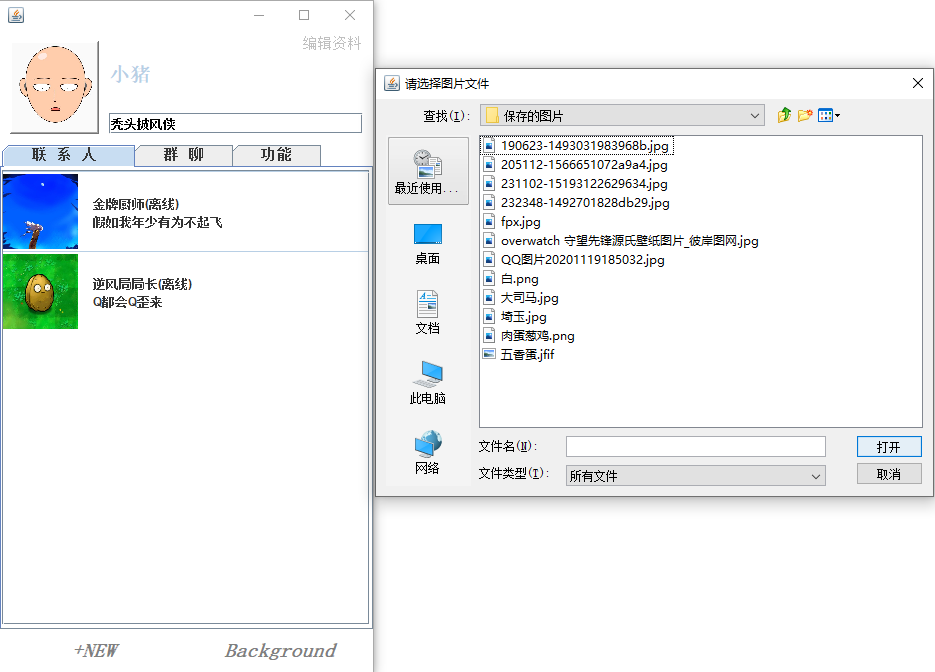 编辑资料
小猪
秃头披风侠
联 系 人
群 聊
功能
金牌厨师(离线)
假如我年少有为不起飞
逆风局局长(离线)
Q都会Q歪来
+NEW
Background
请选择图片文件
查找(I):
保存的图片
最近使用...
桌面
文档
此电脑
网络
190623-1493031983968b.jpg
205112-1566651072a9a4.jpg
231102-15193122629634.jpg
232348-1492701828db29.jpg
fpx.jpg
overwatch 守望先锋源氏壁纸图片_彼岸图网.jpg
QQ图片20201119185032.jpg
白.png
大司马.jpg
埼玉.jpg
肉蛋葱鸡.png
五香蛋.jfif
文件名(N):
打开
文件类型(T):
所有文件
取消